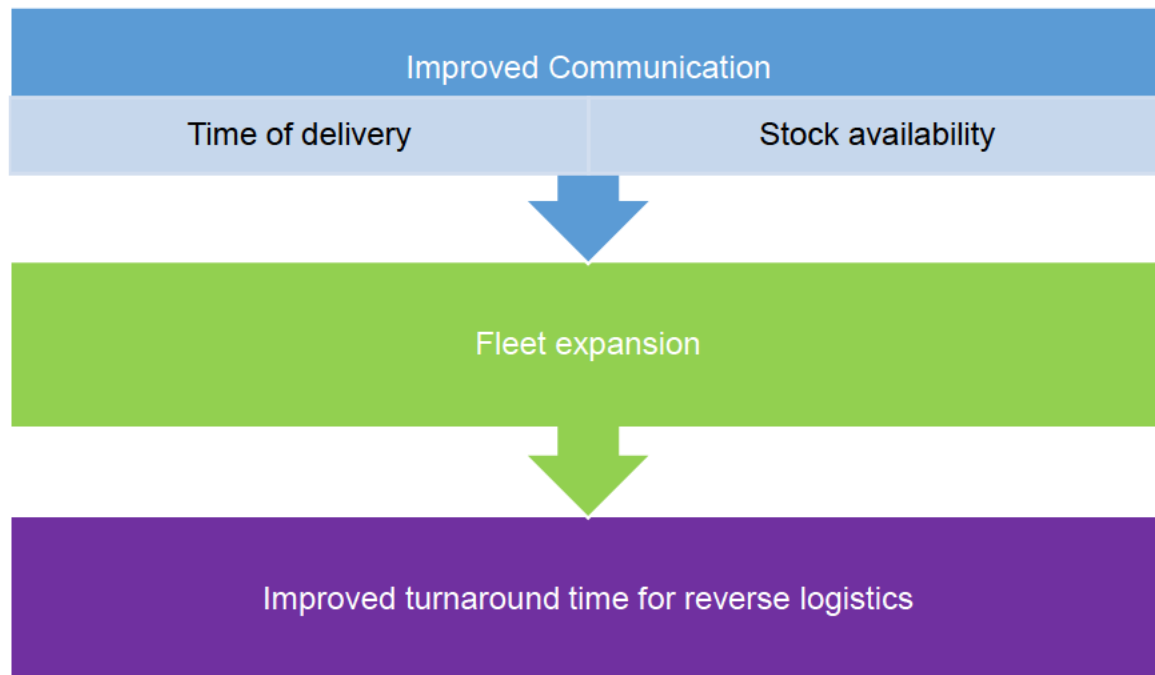 Improved Communication
Time of delivery
Stock availability
Fleet expansion
Improved turnaround time for reverse logistics